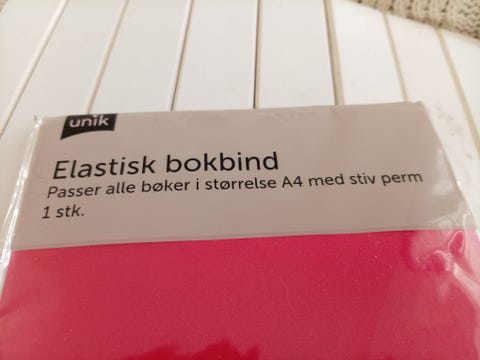 unik
Elastisk bokbind
Passer alle bøker i størrelse A4 med stiv perm
1 stk.